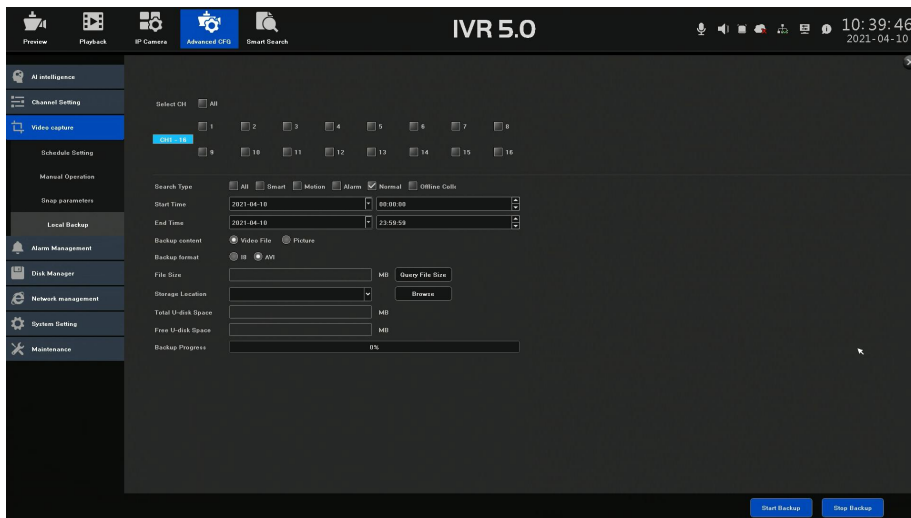 Preview Playback IP Camera Advanced CFG Smart Search
IVR 5.0
10:39:46
2021-04-10
AI intelligence
Channel Setting
Video capture
Schedule Setting
Manual Operation
Snap parameters
Local Backup
Alarm Management
Disk Manager
Network management
System Setting
Maintenance
Select CH All
1 2 3 4 5 6 7 8
CH1 - 16
9 10 11 12 13 14 15 16
Search Type All Smart Motion Alarm Normal Offline Colle
Start Time 2021-04-10 00:00:00
End Time 2021-04-10 23:59:59
Backup content Video File Picture
Backup format AVI
File Size MB Query File Size
Storage Location Browse
Total U-disk Space MB
Free U-disk Space MB
Backup Progress 0%
Start Backup Stop Backup